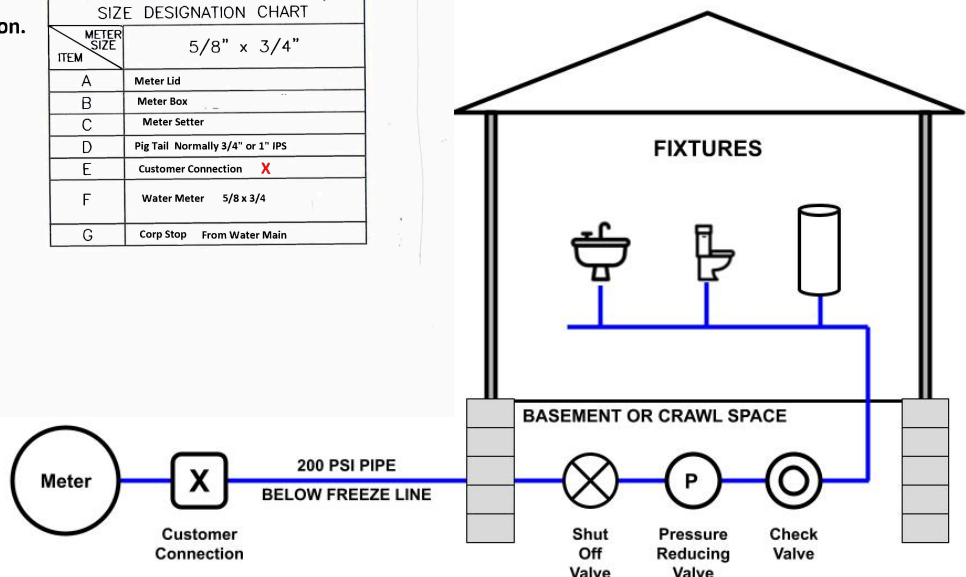 on.
SIZE DESIGNATION CHART
METER
SIZE
ITEM
5/8" x 3/4"
A Meter Lid
B Meter Box
C Meter Setter
D Pig Tail Normally 3/4" or 1" IPS
E Customer Connection X
F Water Meter 5/8 x 3/4
G Corp Stop From Water Main
FIXTURES
BASEMENT OR CRAWL SPACE
Meter
X
200 PSI PIPE
BELOW FREEZE LINE
P
Customer
Connection
Shut
Off
Valve
Pressure
Reducing
Valve
Check
Valve